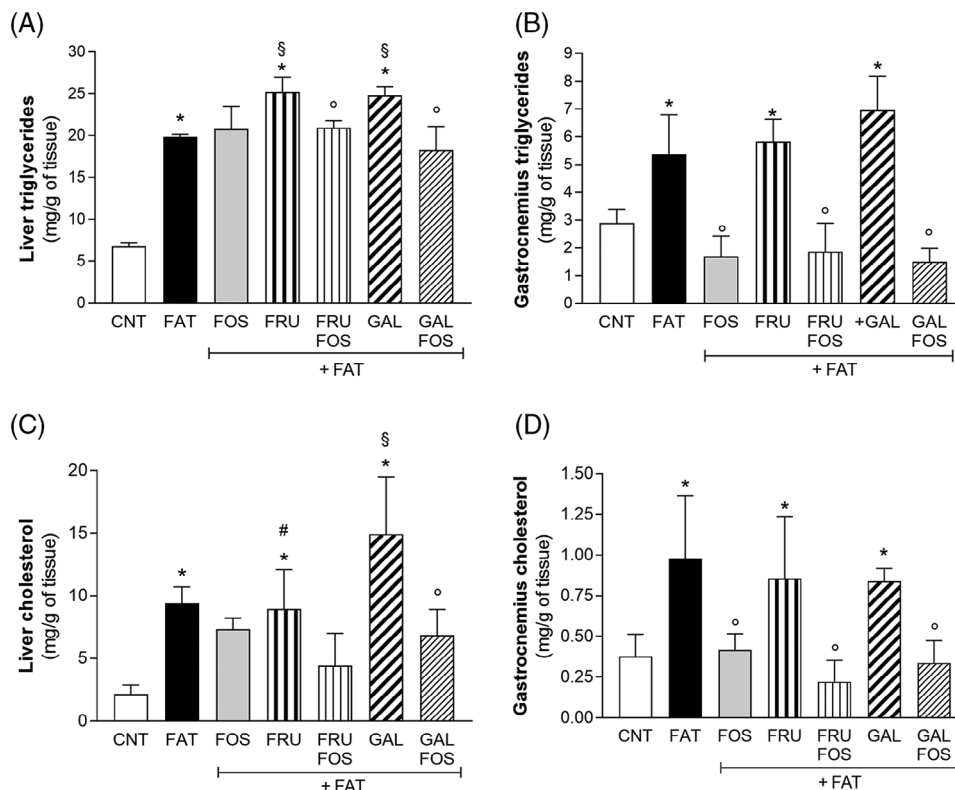 (A)
Liver triglycerides
(mg/g of tissue)
30
25
20
15
10
5
0
*
§
*
°
§
*
°
CNT FAT FOS FRU FRU FOS GAL GAL FOS
+ FAT
(B)
Gastrocnemius triglycerides
(mg/g of tissue)
9
8
7
6
5
4
3
2
1
0
*
°
*
°
*
°
CNT FAT FOS FRU FRU FOS +GAL GAL FOS
+ FAT
(C)
Liver cholesterol
(mg/g of tissue)
20
15
10
5
0
*
#
*
§
*
°
CNT FAT FOS FRU FRU FOS GAL GAL FOS
+ FAT
(D)
Gastrocnemius cholesterol
(mg/g of tissue)
1.50
1.25
1.00
0.75
0.50
0.25
0.00
*
°
*
°
*
°
CNT FAT FOS FRU FRU FOS GAL GAL FOS
+ FAT